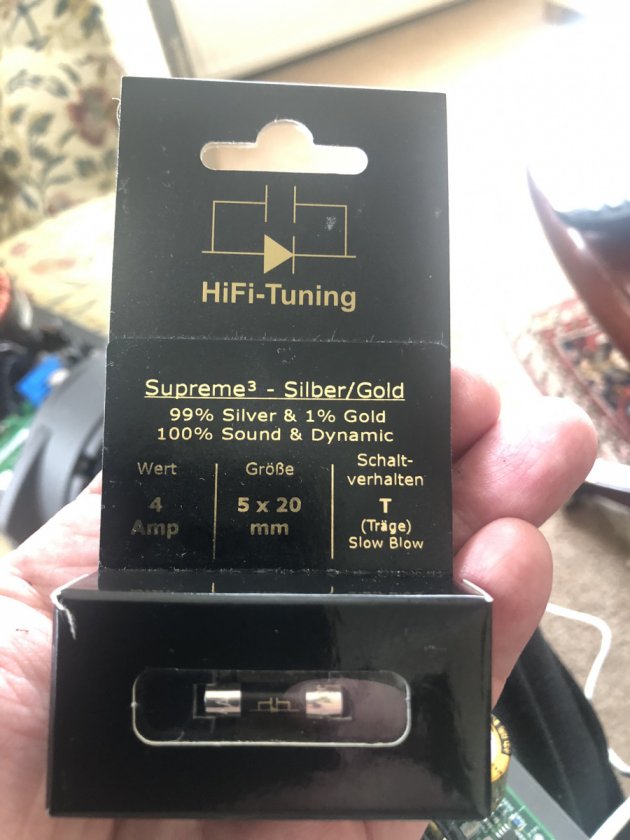 HiFi-Tuning
Supreme³ - Silber/Gold
99% Silver & 1% Gold
100% Sound & Dynamic
Wert
4
Amp
Größe
5 x 20
mm
Schalt-
verhalten
T
(Träge)
Slow Blow